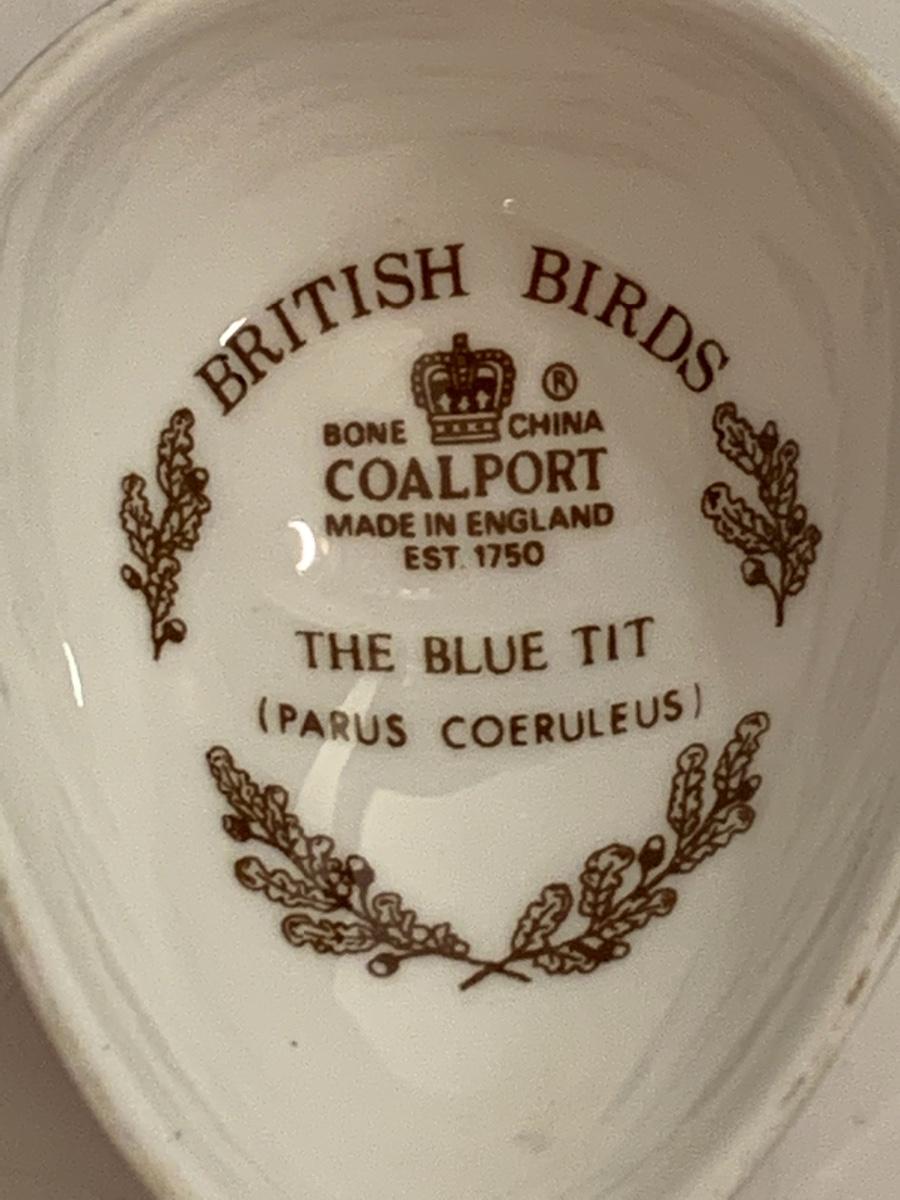 BRITISH BIRDS
®
BONE CHINA
COALPORT
MADE IN ENGLAND
EST. 1750
THE BLUE TIT
(PARUS COERULEUS)